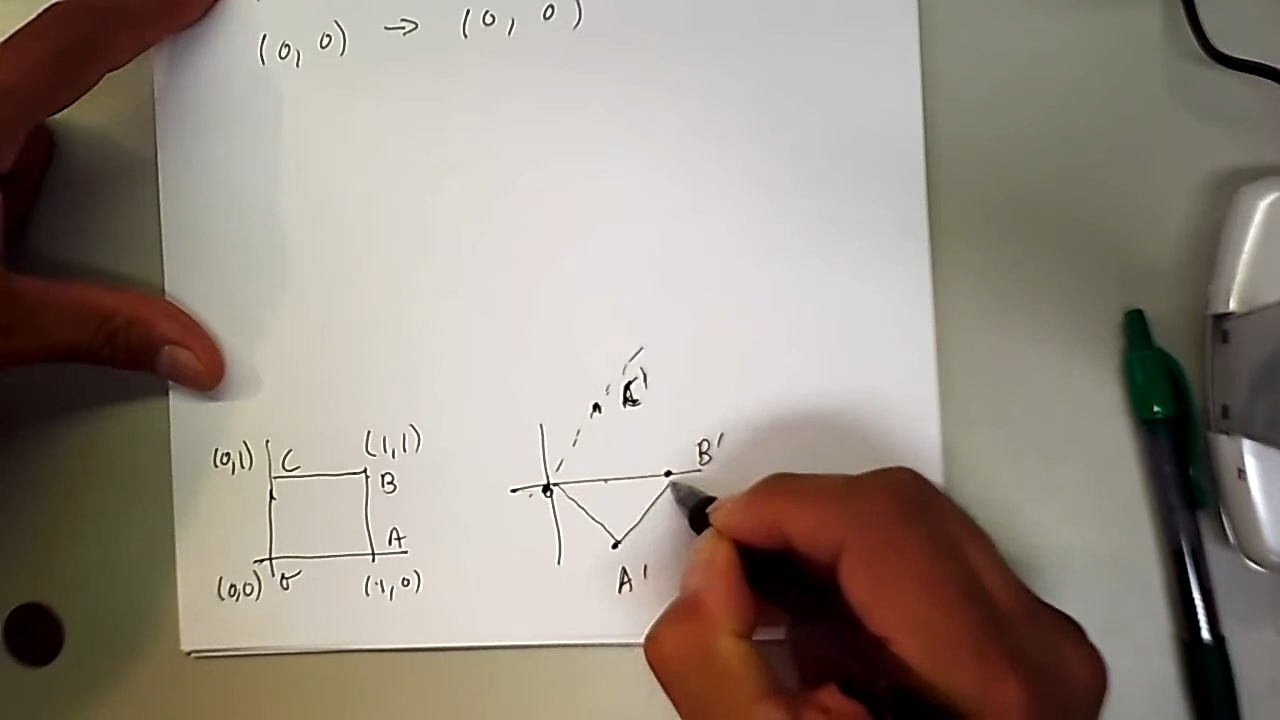 (0, 0) → (0, 0)
C'
B'
(0,1) C (1,1)
B
A
(0,0) O (1,0)
A'